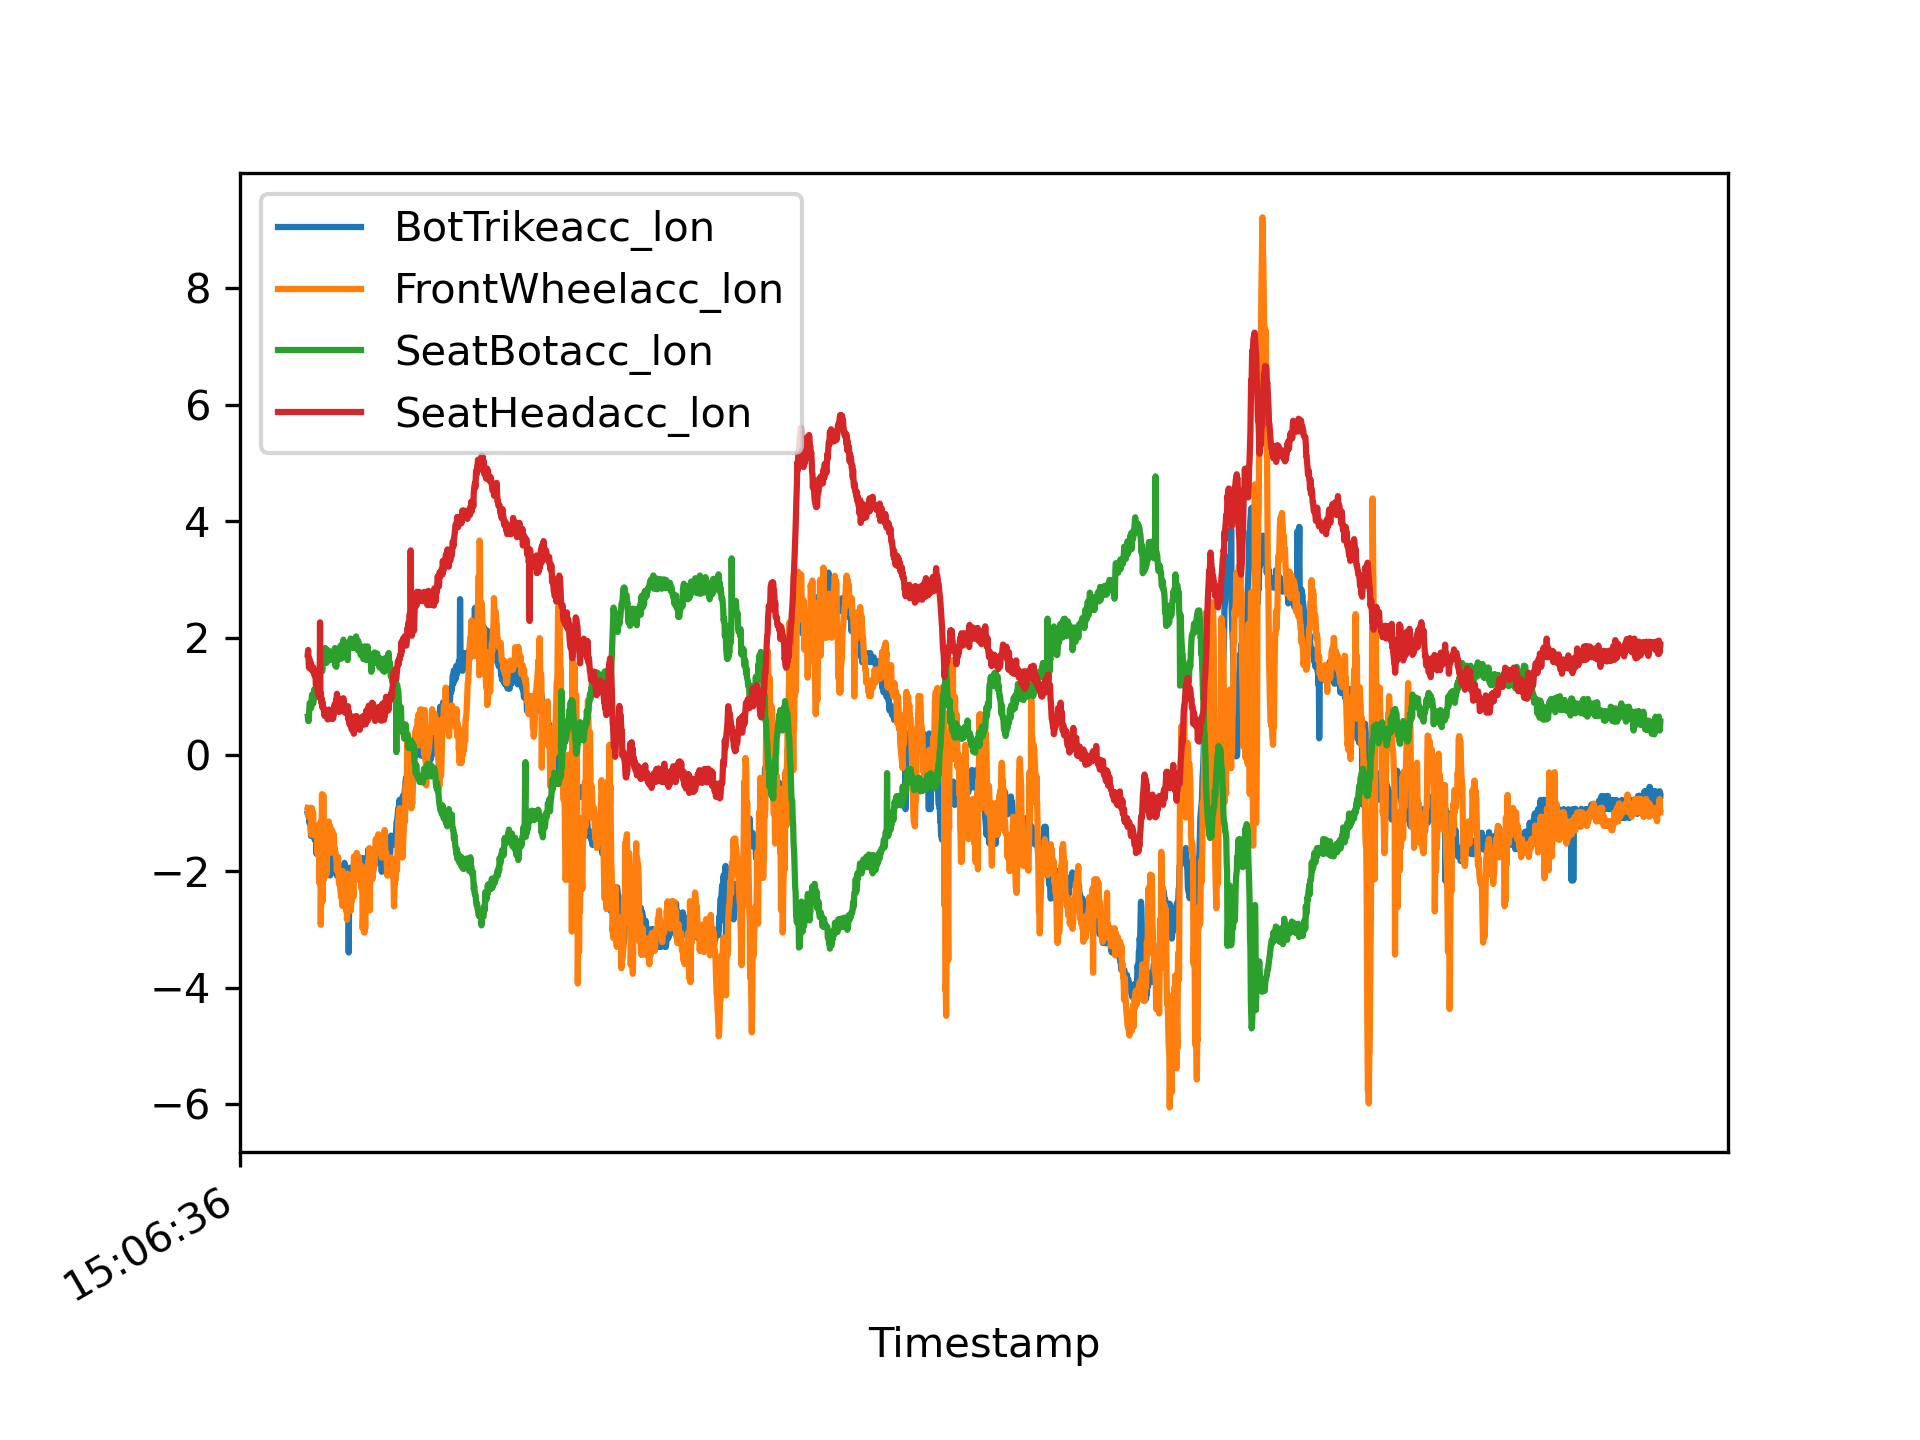 BotTrikeacc_lon
FrontWheelacc_lon
SeatBotacc_lon
SeatHeadacc_lon
8
6
4
2
0
−2
−4
−6
15:06:36
Timestamp